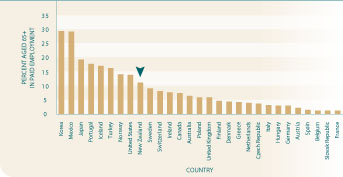 PERCENT AGED 65+
IN PAID EMPLOYMENT
35
30
25
20
15
10
5
0
Korea
Mexico
Japan
Portugal
Iceland
Turkey
Norway
United States
New Zealand
Sweden
Switzerland
Ireland
Canada
Australia
Poland
United Kingdom
Finland
Denmark
Greece
Netherlands
Czech Republic
Italy
Hungary
Germany
Austria
Spain
Belgium
Slovak Republic
France
COUNTRY